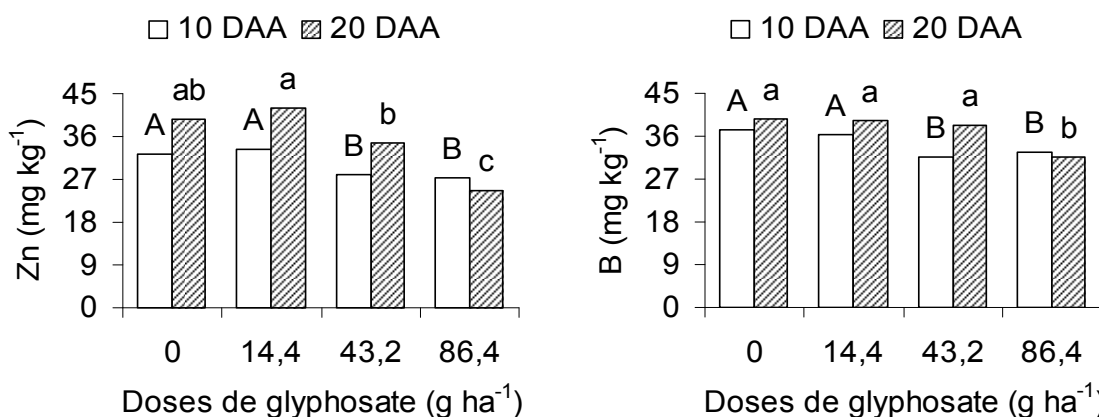 10 DAA 20 DAA
45
36
27
18
9
0
Zn (mg kg⁻¹)
A ab A a B b B c
0 14,4 43,2 86,4
Doses de glyphosate (g ha⁻¹)
10 DAA 20 DAA
45
36
27
18
9
0
B (mg kg⁻¹)
A a A a B a B b
0 14,4 43,2 86,4
Doses de glyphosate (g ha⁻¹)